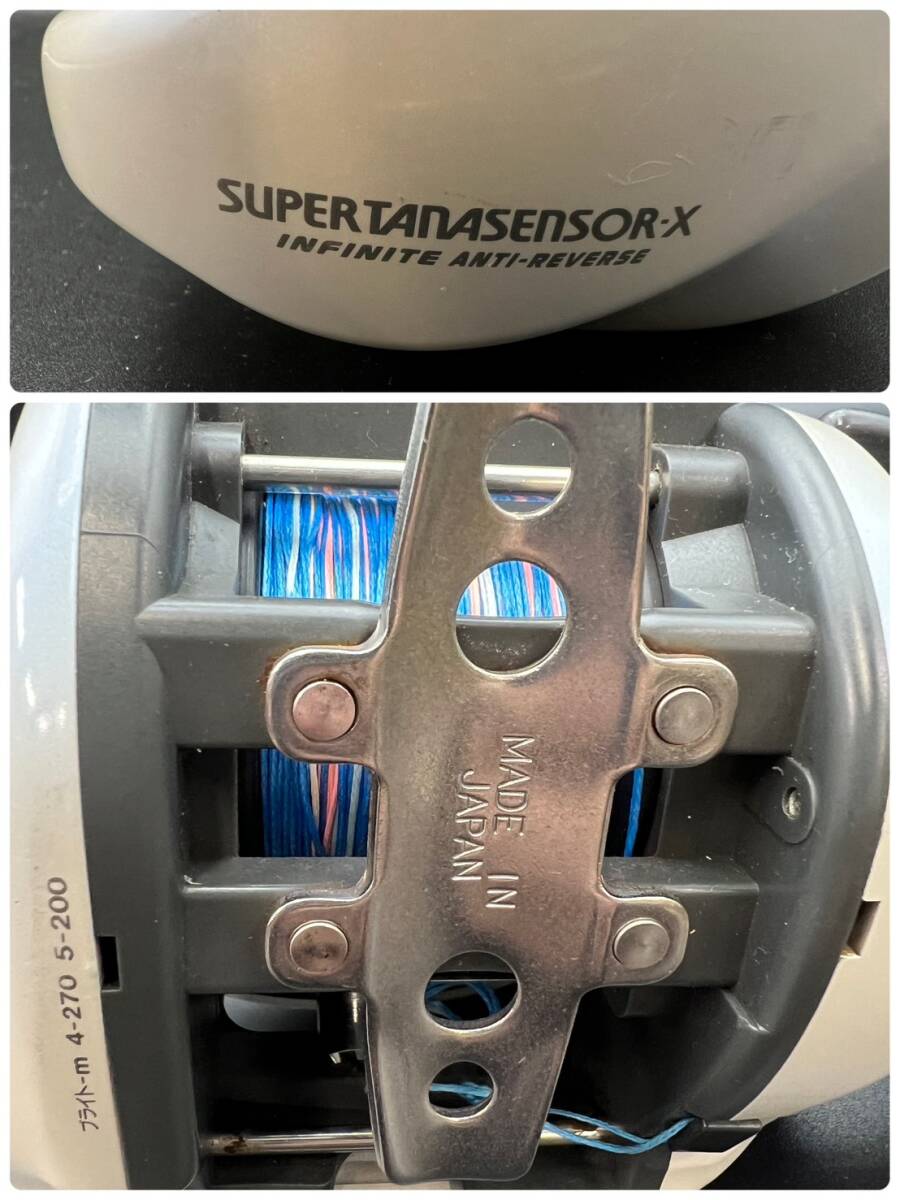 SUPERTANASENSOR-X
INFINITE ANTI-REVERSE
MADE IN
JAPAN
ブライト-m 4-270 5-200